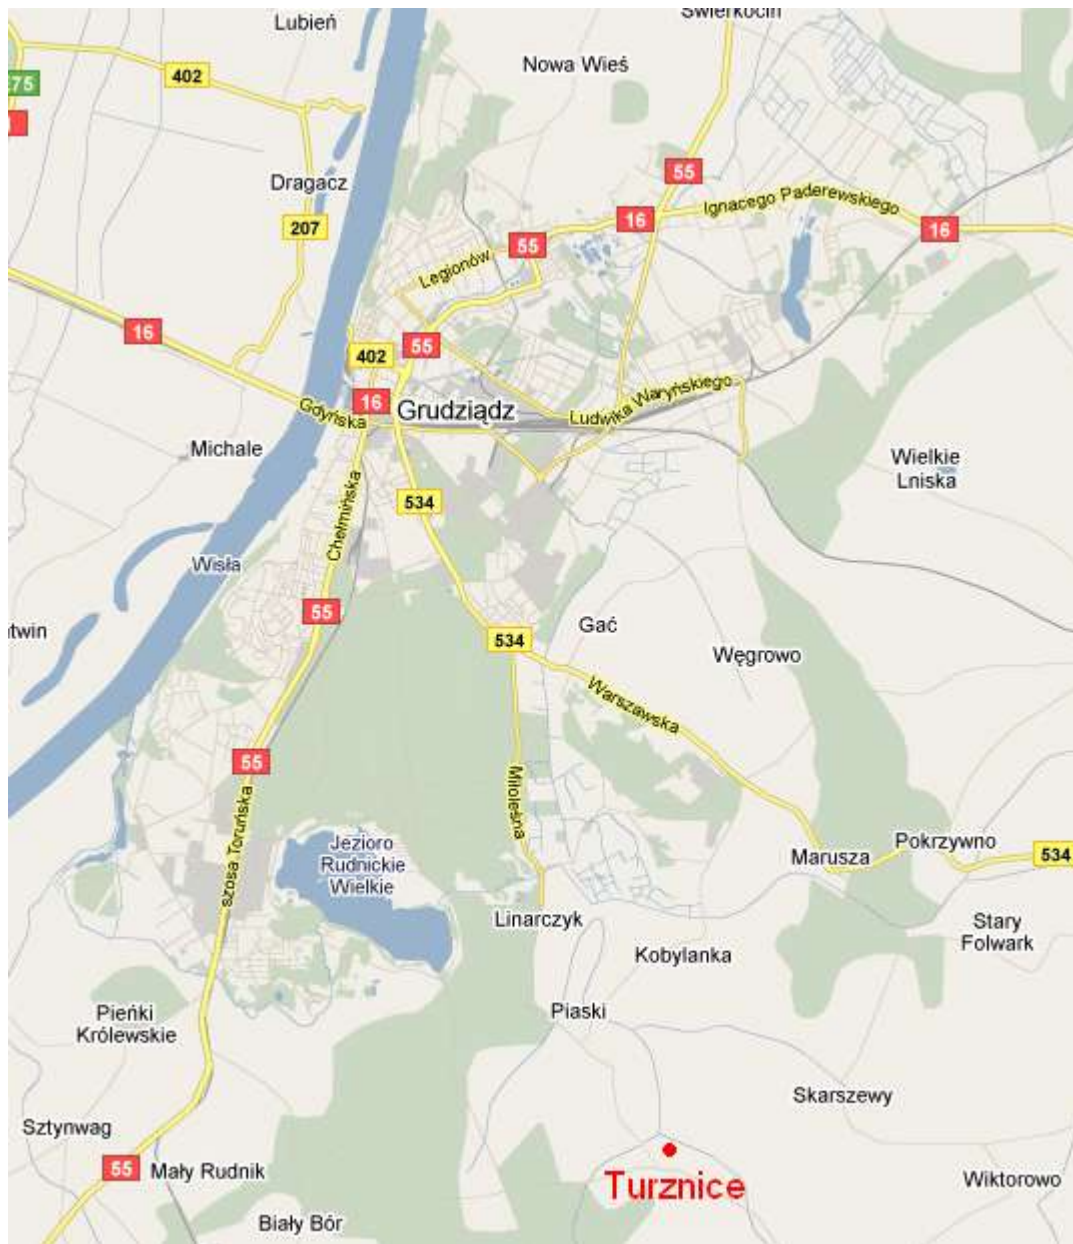 Lubień
Świerkocin
Nowa Wieś
402
E75
55
Dragacz
Ignacego Paderewskiego
16
207
16
55
Legionów
16
55
402
16
Grudziądz
Gdyńska
Ludwika Waryńskiego
Michale
Wielkie
Lniska
534
Chełmińska
Wisła
55
Gać
twin
534
Węgrowo
Warszawska
55
Miłoleśna
szosa Toruńska
Jezioro
Rudnickie
Wielkie
Pokrzywno
Marusza
534
Linarczyk
Stary
Folwark
Kobylanka
Pieńki
Królewskie
Piaski
Skarszewy
Sztynwag
55
Mały Rudnik
Turznice
Wiktorowo
Biały Bór